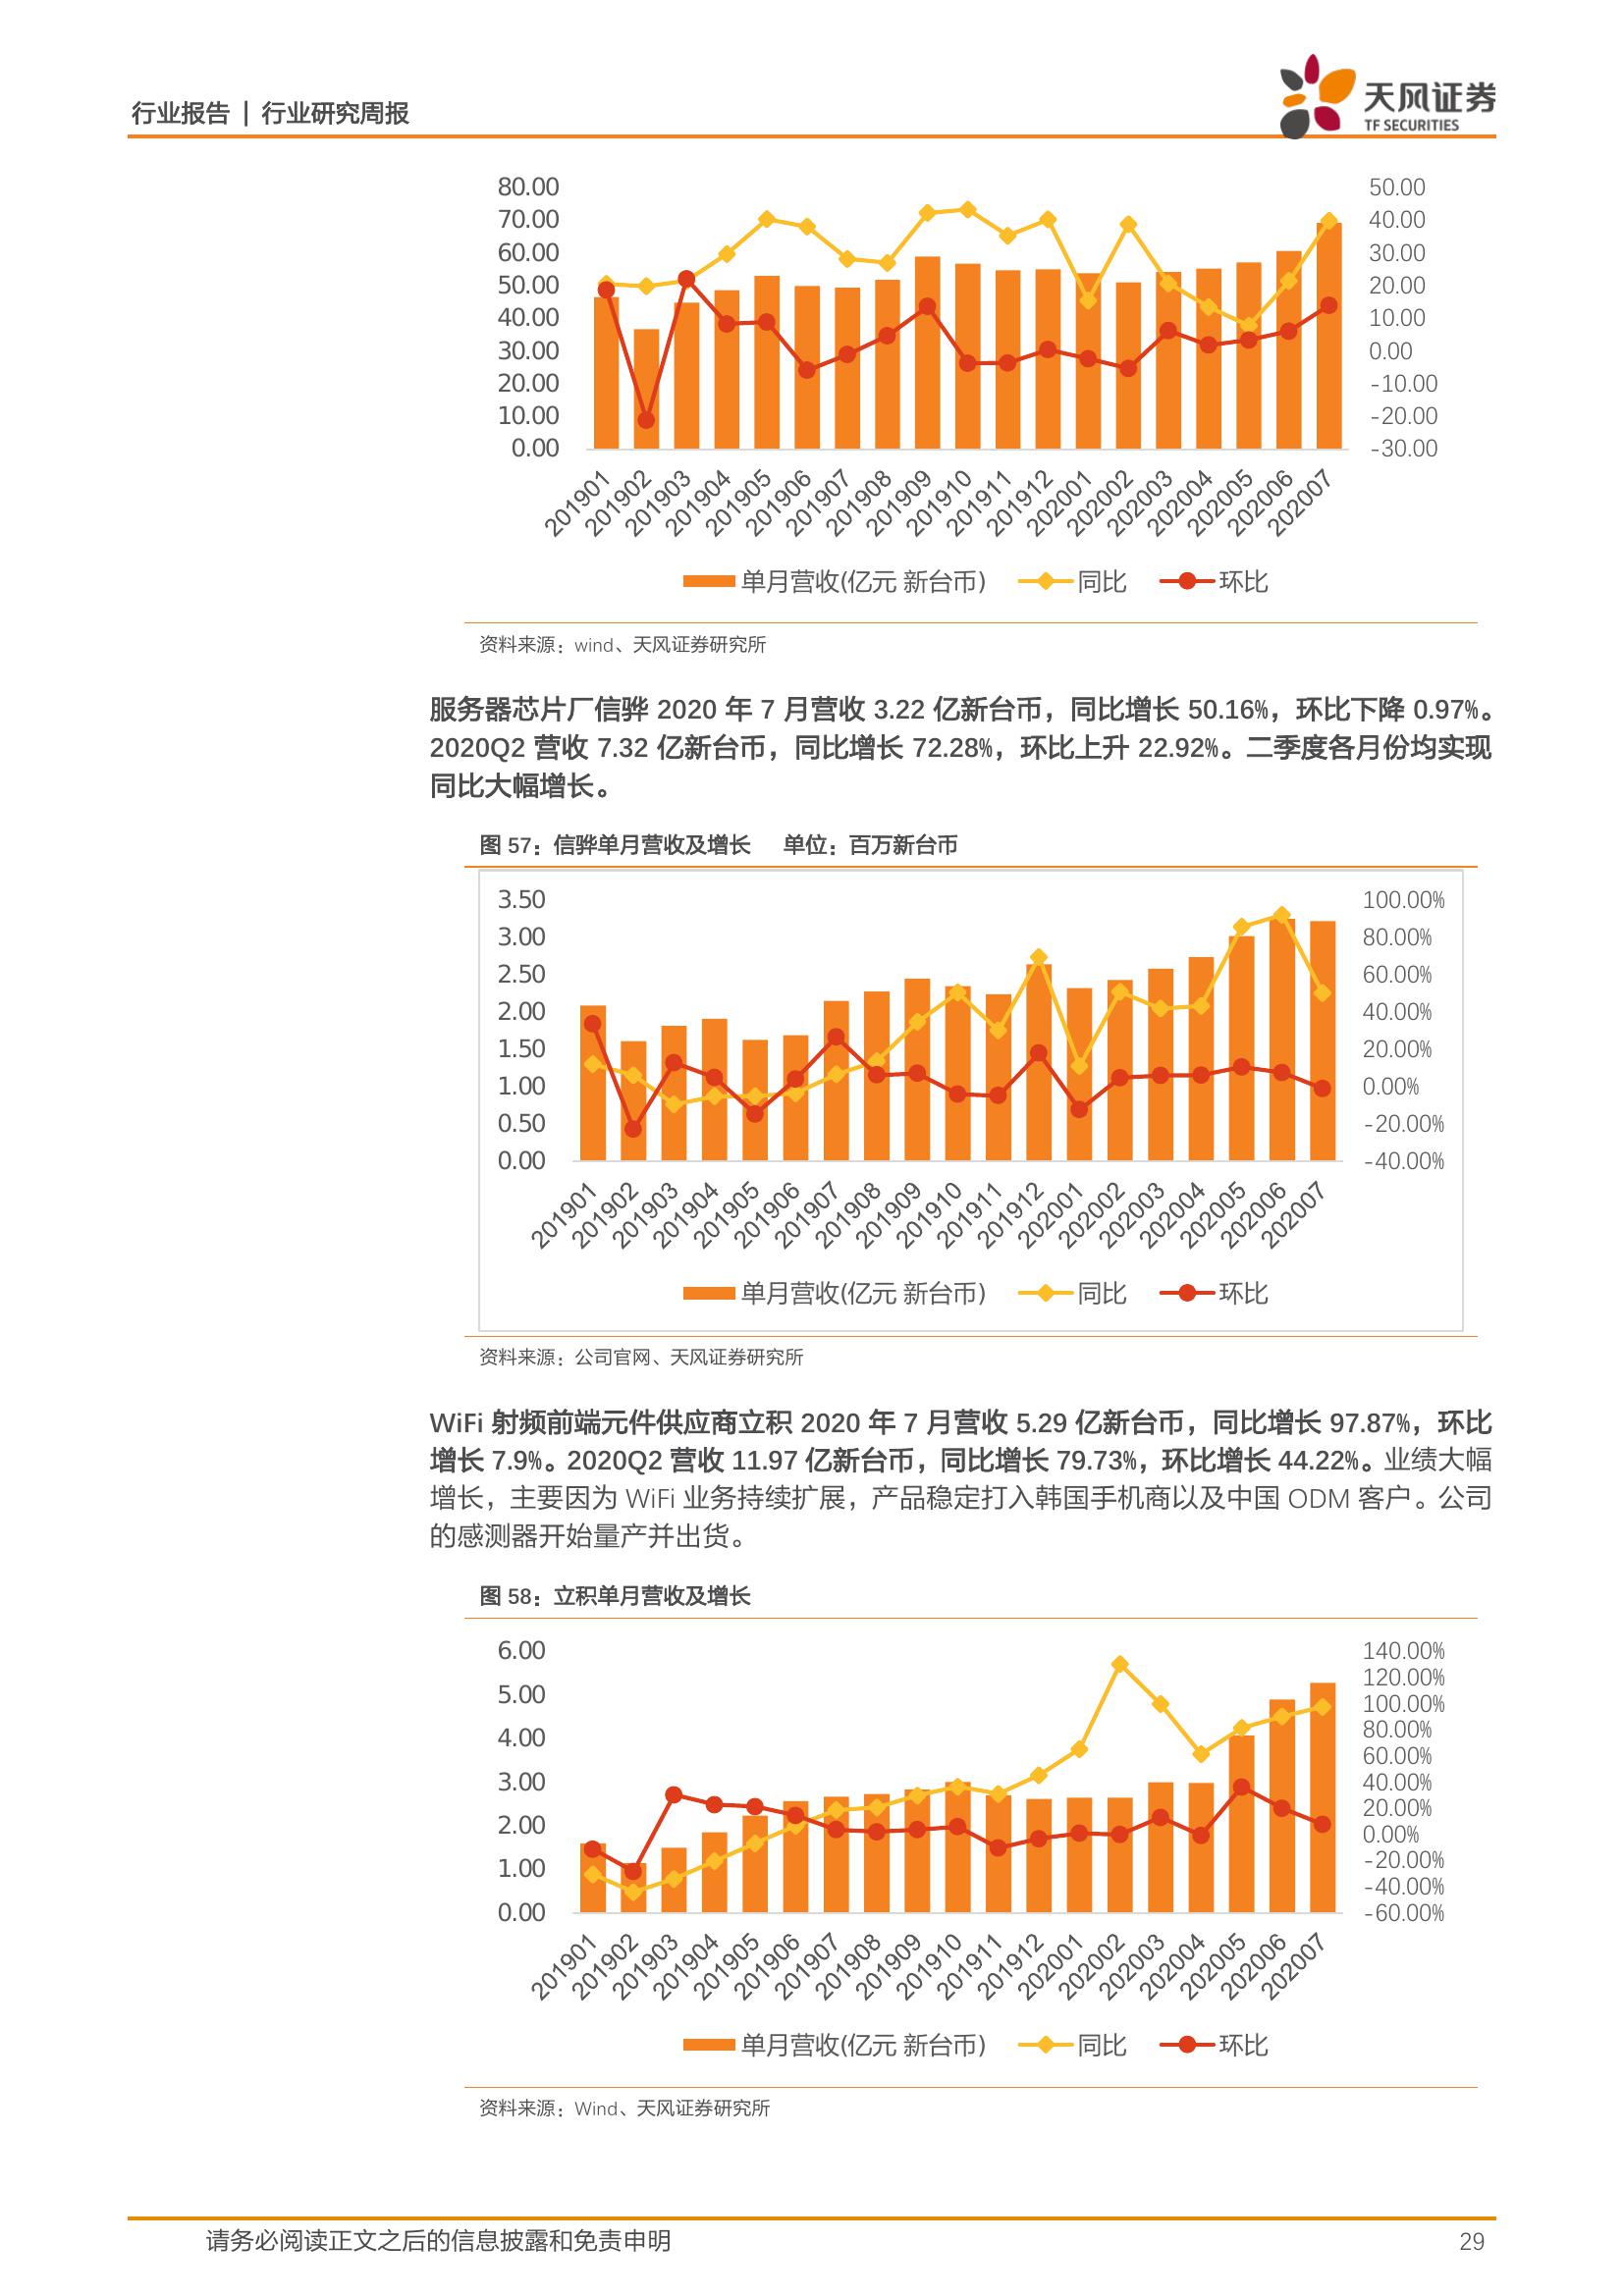 行业报告 | 行业研究周报
天风证券
TF SECURITIES
80.00
70.00
60.00
50.00
40.00
30.00
20.00
10.00
0.00
50.00
40.00
30.00
20.00
10.00
0.00
-10.00
-20.00
-30.00
201901 201902 201903 201904 201905 201906 201907 201908 201909 201910 201911 201912 202001 202002 202003 202004 202005 202006 202007
单月营收(亿元 新台币) 同比 环比
资料来源：wind、天风证券研究所
服务器芯片厂信骅 2020 年 7 月营收 3.22 亿新台币，同比增长 50.16%，环比下降 0.97%。
2020Q2 营收 7.32 亿新台币，同比增长 72.28%，环比上升 22.92%。二季度各月份均实现
同比大幅增长。
图 57：信骅单月营收及增长 单位：百万新台币
3.50
3.00
2.50
2.00
1.50
1.00
0.50
0.00
100.00%
80.00%
60.00%
40.00%
20.00%
0.00%
-20.00%
-40.00%
201901 201902 201903 201904 201905 201906 201907 201908 201909 201910 201911 201912 202001 202002 202003 202004 202005 202006 202007
单月营收(亿元 新台币) 同比 环比
资料来源：公司官网、天风证券研究所
WiFi 射频前端元件供应商立积 2020 年 7 月营收 5.29 亿新台币，同比增长 97.87%，环比
增长 7.9%。2020Q2 营收 11.97 亿新台币，同比增长 79.73%，环比增长 44.22%。业绩大幅
增长，主要因为 WiFi 业务持续扩展，产品稳定打入韩国手机商以及中国 ODM 客户。公司
的感测器开始量产并出货。
图 58：立积单月营收及增长
6.00
5.00
4.00
3.00
2.00
1.00
0.00
140.00%
120.00%
100.00%
80.00%
60.00%
40.00%
20.00%
0.00%
-20.00%
-40.00%
-60.00%
201901 201902 201903 201904 201905 201906 201907 201908 201909 201910 201911 201912 202001 202002 202003 202004 202005 202006 202007
单月营收(亿元 新台币) 同比 环比
资料来源：Wind、天风证券研究所
请务必阅读正文之后的信息披露和免责申明 29